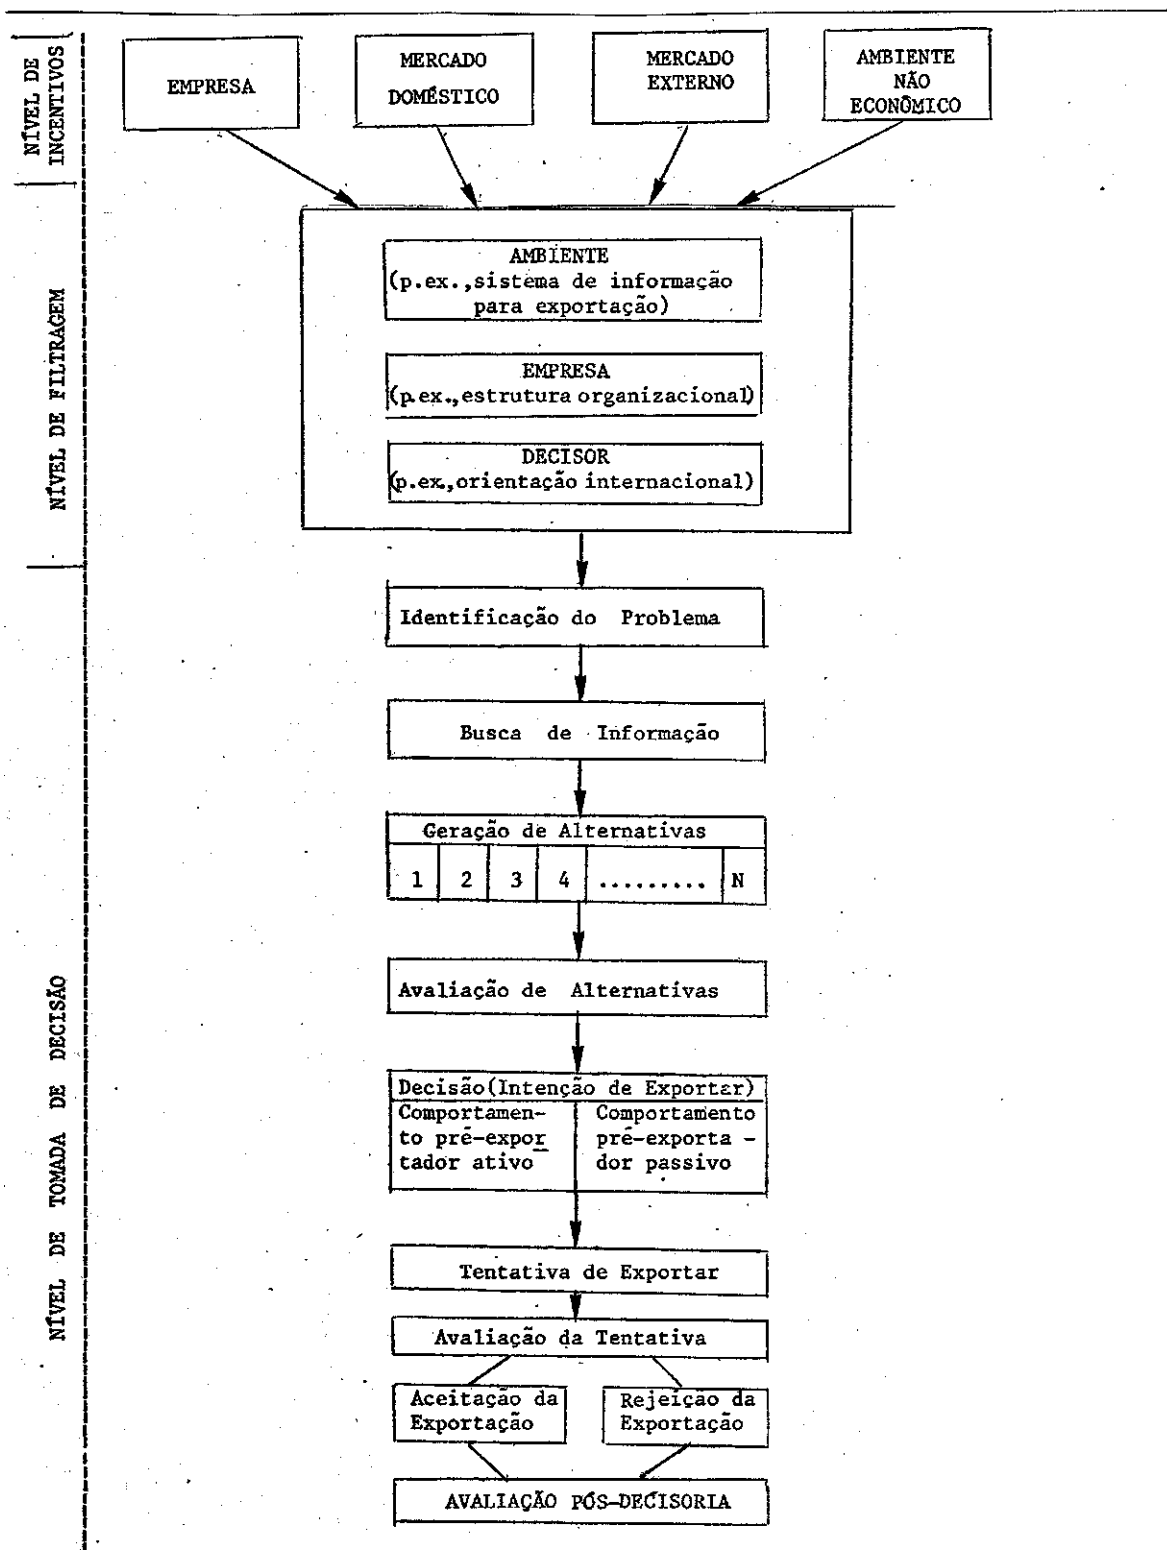 NÍVEL DE
INCENTIVOS
EMPRESA
MERCADO
DOMÉSTICO
MERCADO
EXTERNO
AMBIENTE
NÃO
ECONÔMICO
NÍVEL DE FILTRAGEM
AMBIENTE
(p.ex.,sistema de informação
para exportação)
EMPRESA
(p.ex.,estrutura organizacional)
DECISOR
(p.ex.,orientação internacional)
NÍVEL DE TOMADA DE DECISÃO
Identificação do Problema
Busca de Informação
Geração de Alternativas
1 2 3 4 ......... N
Avaliação de Alternativas
Decisão(Intenção de Exportar)
Comportamen-
to pré-expor
tador ativo
Comportamento
pré-exporta -
dor passivo
Tentativa de Exportar
Avaliação da Tentativa
Aceitação da
Exportação
Rejeição da
Exportação
AVALIAÇÃO PÓS-DECISORIA